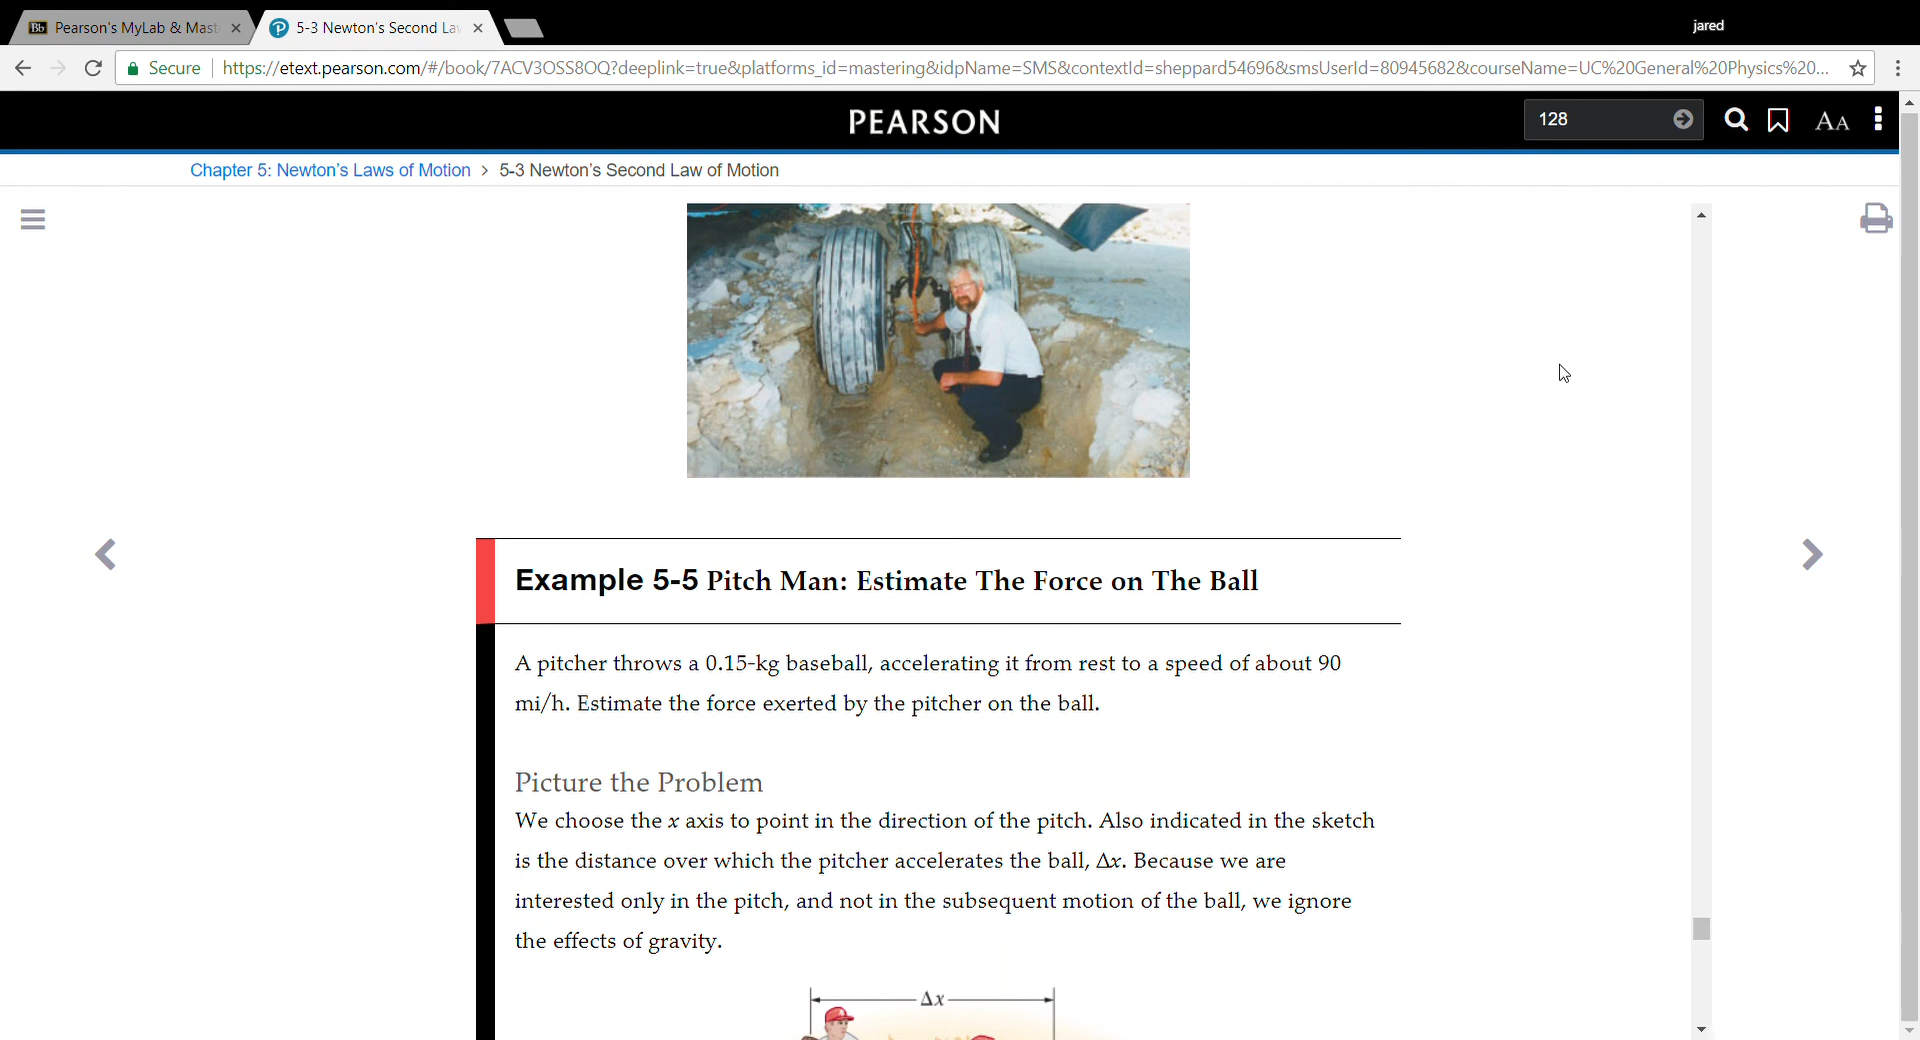 Pearson's MyLab & Mast
5-3 Newton's Second La
jared
Secure
https://etext.pearson.com/#/book/7ACV3OSS8OQ?deeplink=true&platforms_id=mastering&idpName=SMS&contextId=sheppard54696&smsUserId=80945682&courseName=UC%20General%20Physics%20...
PEARSON
128
AA
Chapter 5: Newton's Laws of Motion > 5-3 Newton's Second Law of Motion
Example 5-5 Pitch Man: Estimate The Force on The Ball
A pitcher throws a 0.15-kg baseball, accelerating it from rest to a speed of about 90
mi/h. Estimate the force exerted by the pitcher on the ball.
Picture the Problem
We choose the x axis to point in the direction of the pitch. Also indicated in the sketch
is the distance over which the pitcher accelerates the ball, Δx. Because we are
interested only in the pitch, and not in the subsequent motion of the ball, we ignore
the effects of gravity.
Δx